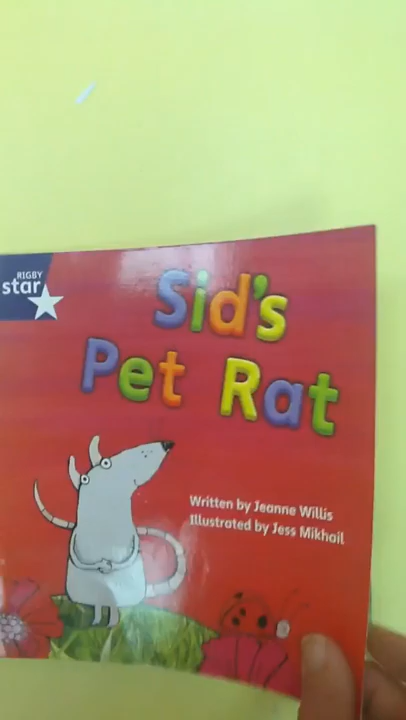 RIGBY
star
Sid's
Pet Rat
Written by Jeanne Willis
Illustrated by Jess Mikhail